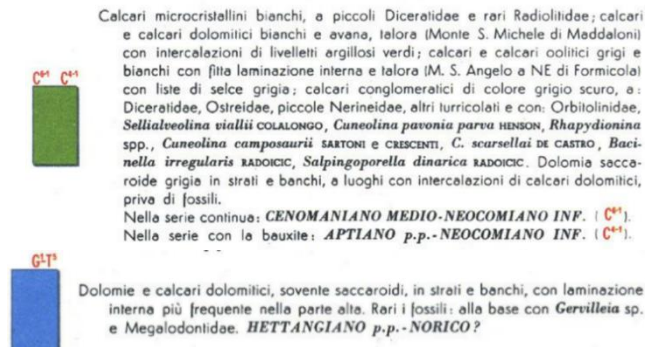 Calcari microcristallini bianchi, a piccoli Diceratidae e rari Radiolitidae; calcari
e calcari dolomitici bianchi e avana, talora (Monte S. Michele di Maddaloni)
con intercalazioni di livelletti argillosi verdi; calcari e calcari oolitici grigi e
bianchi con fitta laminazione interna e talora (M. S. Angelo a NE di Formicola)
con liste di selce grigia; calcari conglomeratici di colore grigio scuro, a:
Diceratidae, Ostreidae, piccole Nerineidae, altri turricolati e con: Orbitolinidae,
Sellialveolina viallii COLALONGO, Cuneolina pavonia parva HENSON, Rhapydionina
spp., Cuneolina camposaurii SARTONI e CRESCENTI, C. scarsellai DE CASTRO, Baci-
nella irregularis RADOICIC, Salpingoporella dinarica RADOICIC. Dolomia sacca-
roide grigia in strati e banchi, a luoghi con intercalazioni di calcari dolomitici,
priva di fossili.
Nella serie continua: CENOMANIANO MEDIO-NEOCOMIANO INF. ( C⁶⁻¹).
Nella serie con la bauxite: APTIANO p.p.-NEOCOMIANO INF. ( C⁴⁻¹).
C⁶⁻¹ C⁴⁻¹
G¹T³
Dolomie e calcari dolomitici, sovente saccaroidi, in strati e banchi, con laminazione
interna più frequente nella parte alta. Rari i fossili: alla base con Gervilleia sp.
e Megalodontidae. HETTANGIANO p.p.-NORICO?